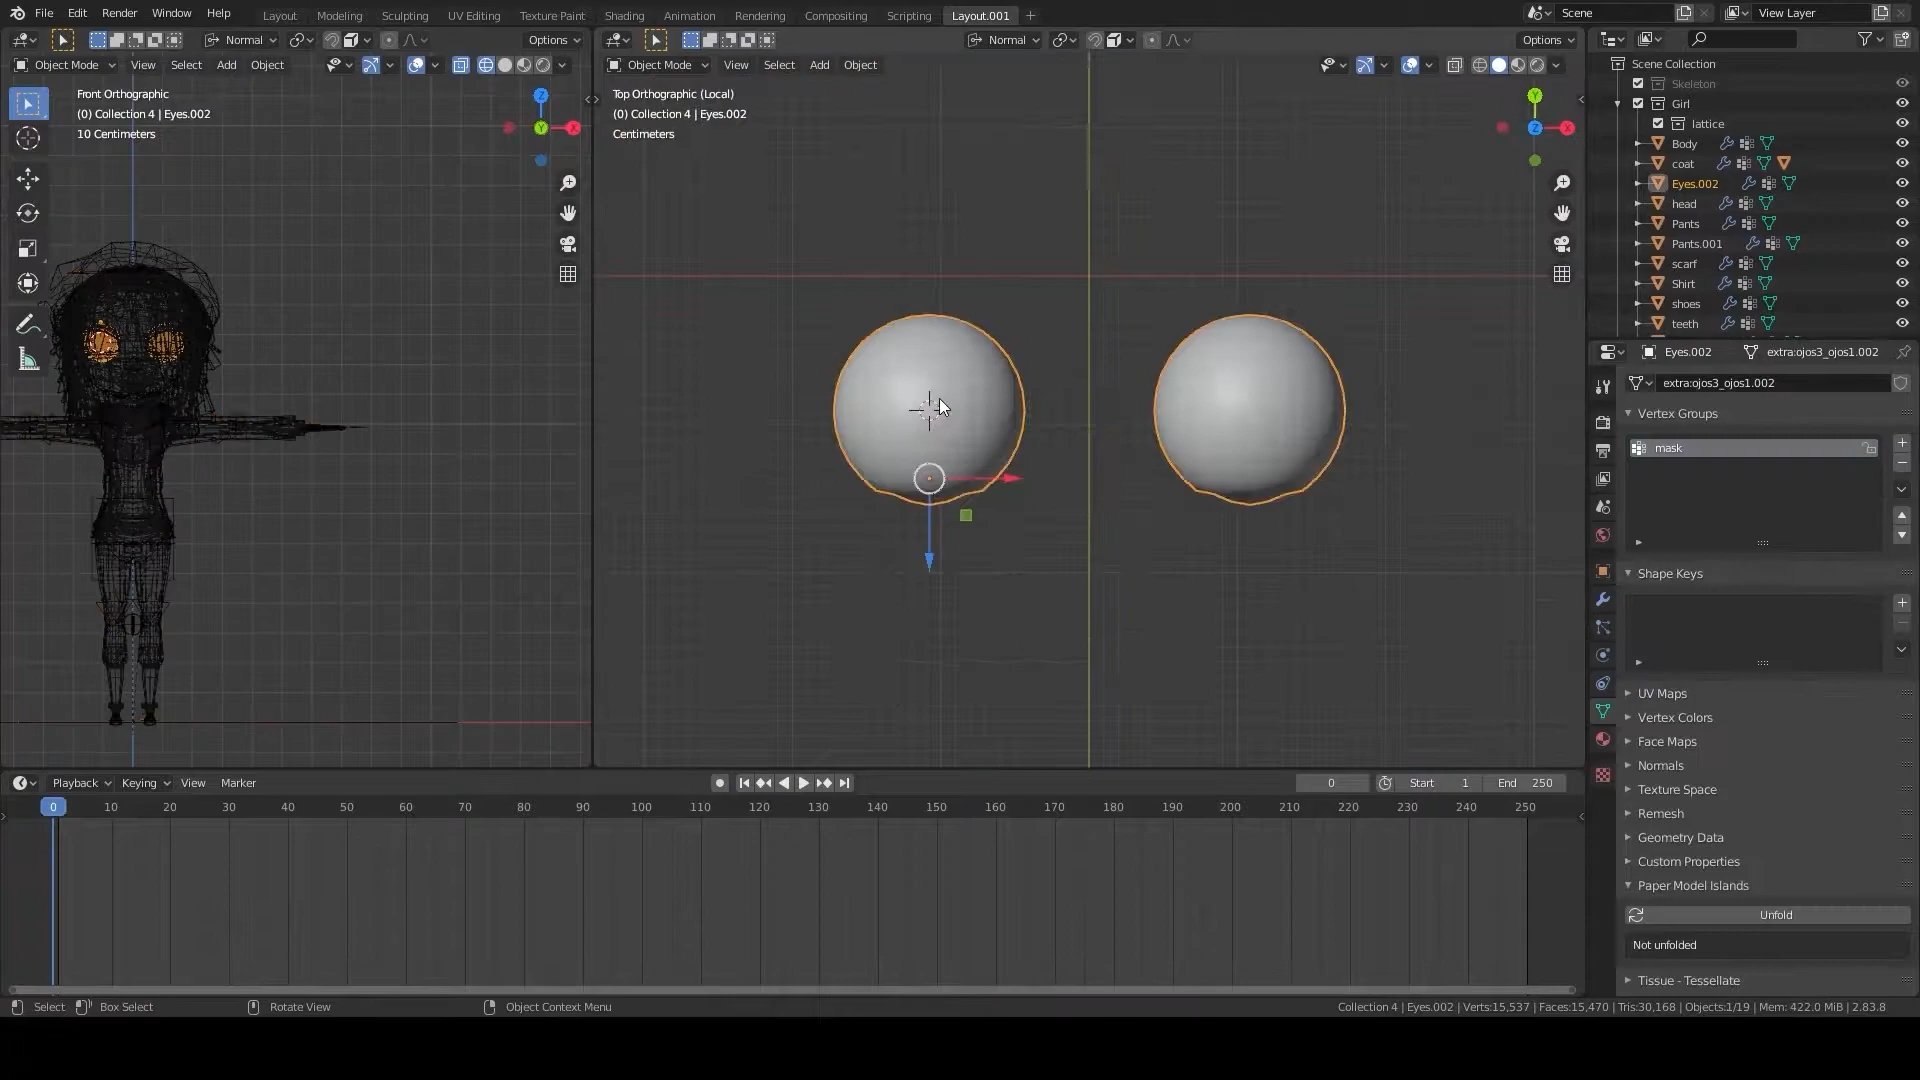 File Edit Render Window Help
Layout Modeling Sculpting UV Editing Texture Paint Shading Animation Rendering Compositing Scripting Layout.001 +
Scene
View Layer
Normal
Options
Object Mode View Select Add Object
Front Orthographic
(0) Collection 4 | Eyes.002
10 Centimeters
Z
Y
X
Normal
Options
Object Mode View Select Add Object
Top Orthographic (Local)
(0) Collection 4 | Eyes.002
Centimeters
Y
Z
X
Scene Collection
Skeleton
Girl
lattice
Body
coat
Eyes.002
head
Pants
Pants.001
scarf
Shirt
shoes
teeth
Eyes.002 extra:ojos3_ojos1.002
extra:ojos3_ojos1.002
Vertex Groups
mask
Shape Keys
UV Maps
Vertex Colors
Face Maps
Normals
Texture Space
Remesh
Geometry Data
Custom Properties
Paper Model Islands
Unfold
Not unfolded
Tissue - Tessellate
Playback Keying View Marker
0 Start 1 End 250
0 10 20 30 40 50 60 70 80 90 100 110 120 130 140 150 160 170 180 190 200 210 220 230 240 250
Select Box Select Rotate View Object Context Menu
Collection 4 | Eyes.002 | Verts:15,537 | Faces:15,470 | Tris:30,168 | Objects:1/19 | Mem: 422.0 MiB | 2.83.8